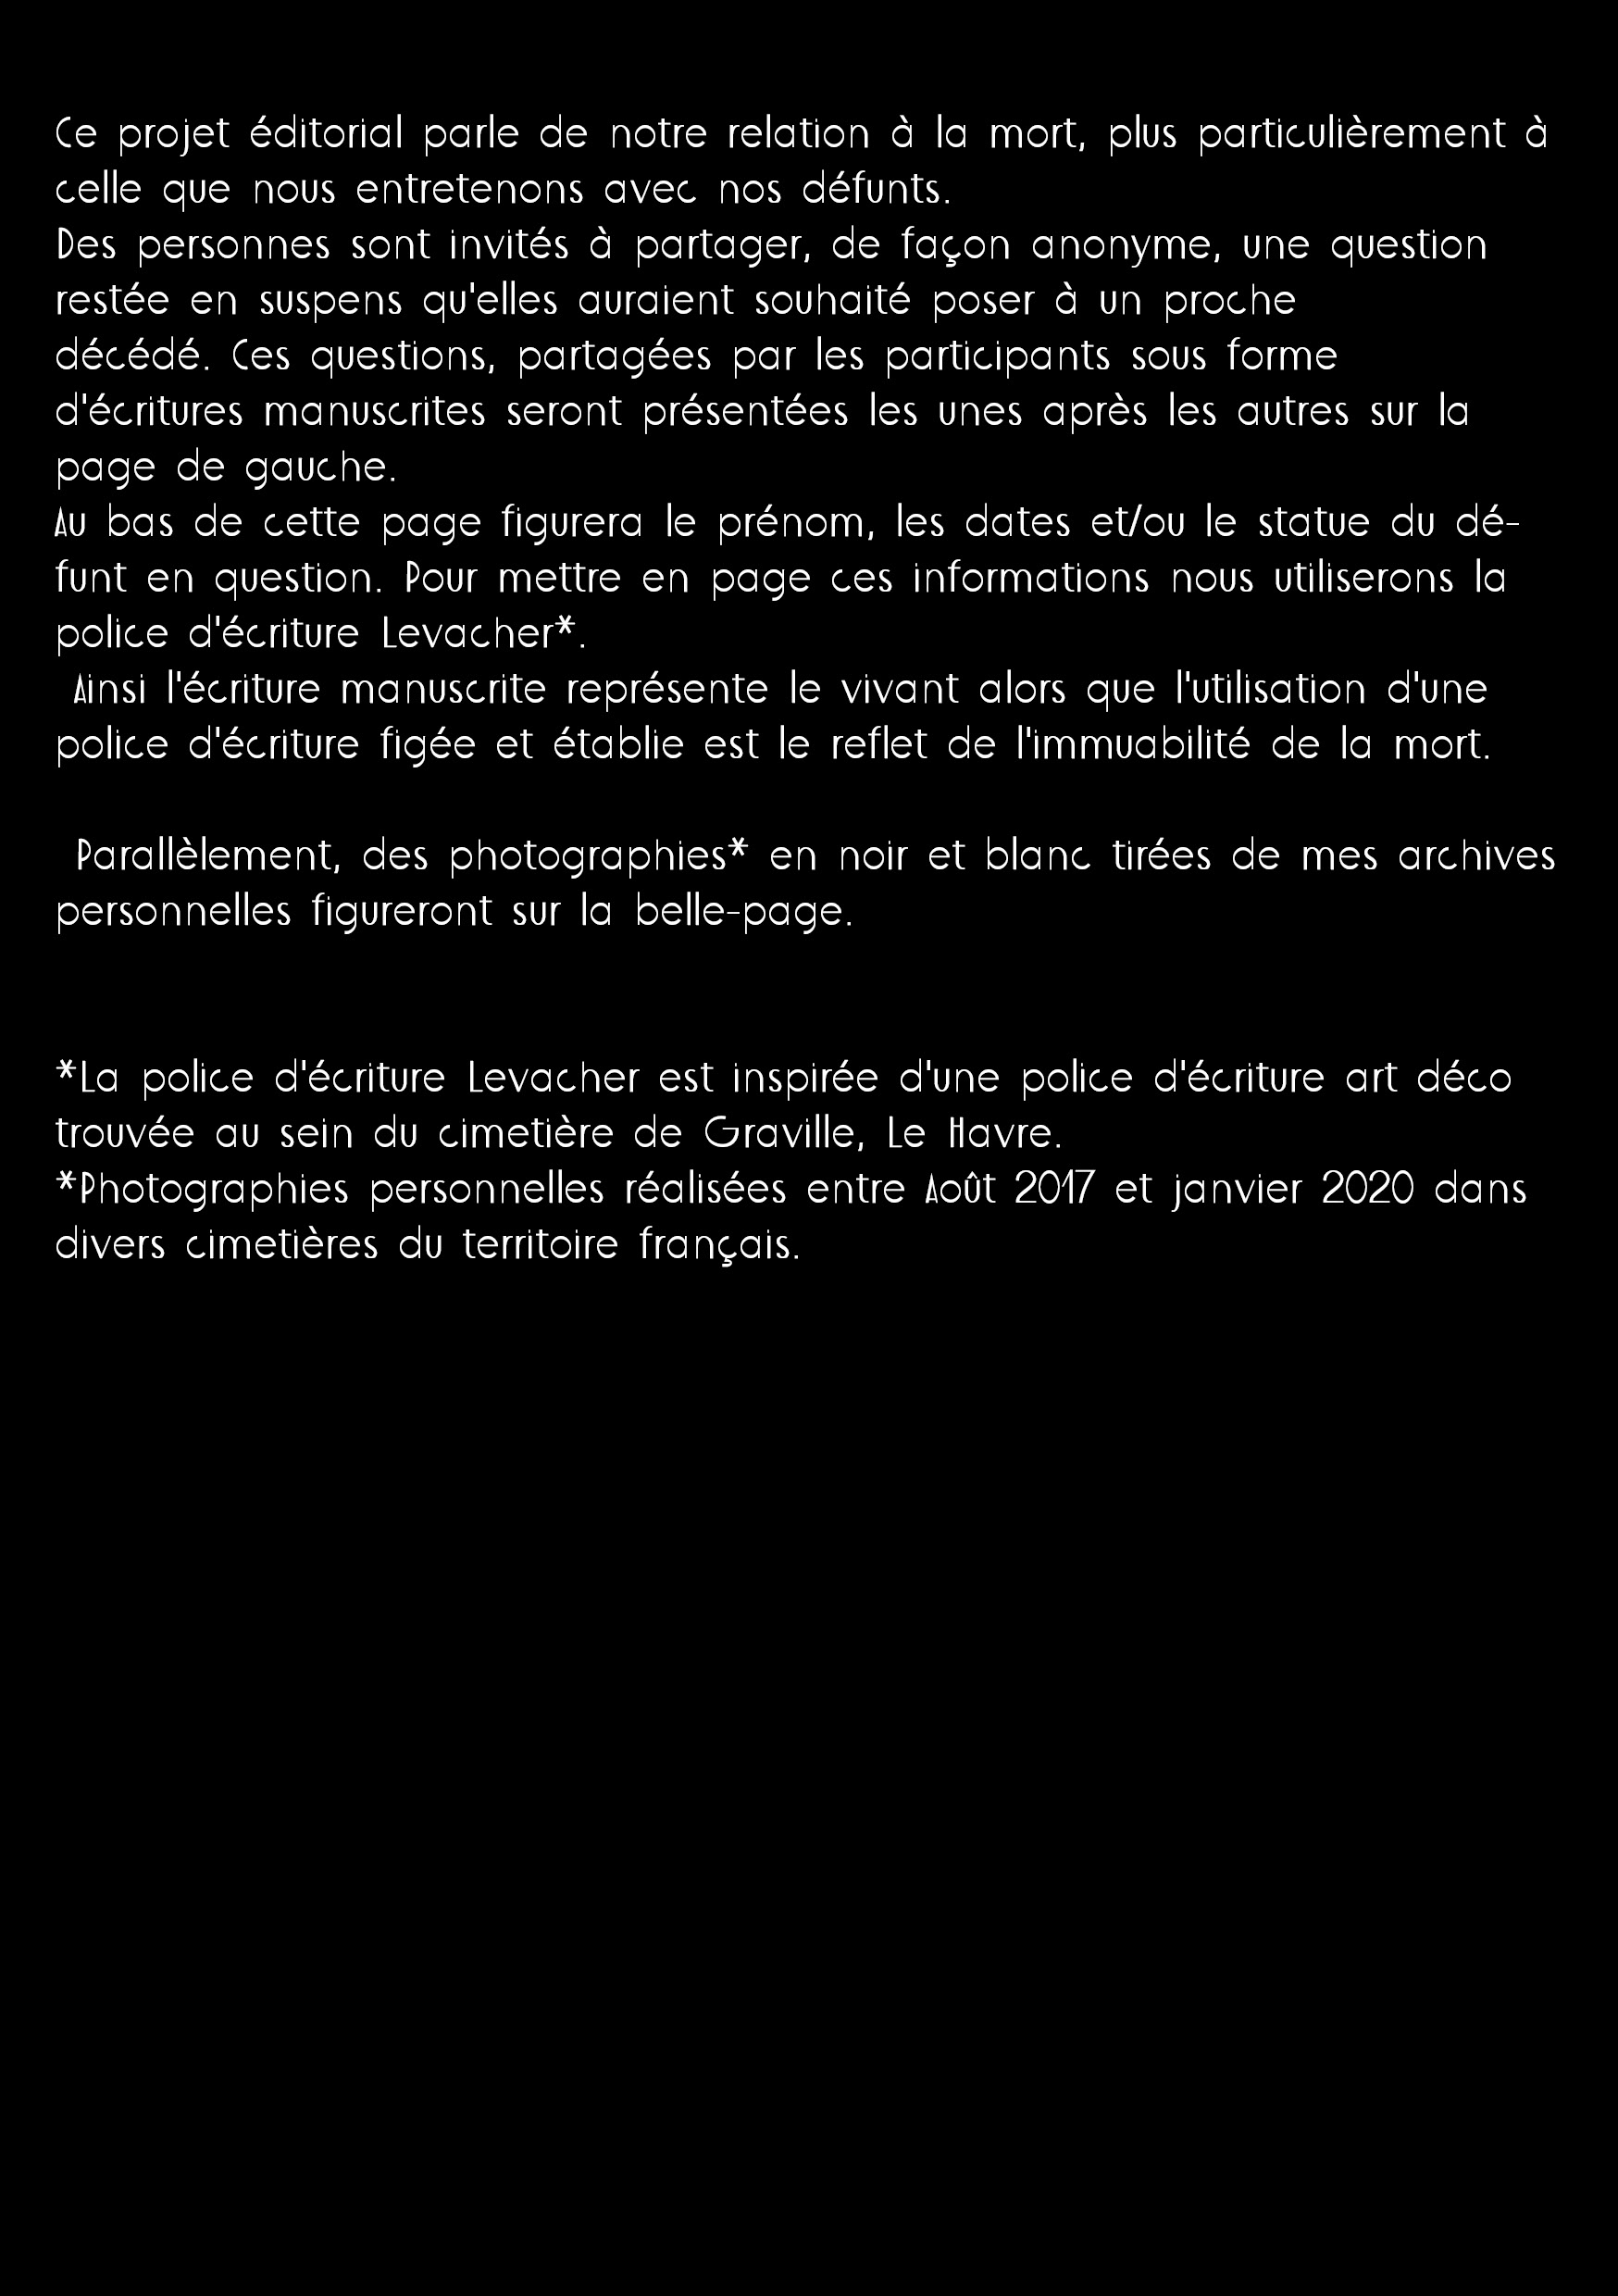 Ce projet éditorial parle de notre relation à la mort, plus particulièrement à
celle que nous entretenons avec nos défunts.
Des personnes sont invités à partager, de façon anonyme, une question
restée en suspens qu'elles auraient souhaité poser à un proche
décédé. Ces questions, partagées par les participants sous forme
d'écritures manuscrites seront présentées les unes après les autres sur la
page de gauche.
Au bas de cette page figurera le prénom, les dates et/ou le statue du dé-
funt en question. Pour mettre en page ces informations nous utiliserons la
police d'écriture Levacher*.
Ainsi l'écriture manuscrite représente le vivant alors que l'utilisation d'une
police d'écriture figée et établie est le reflet de l'immuabilité de la mort.
Parallèlement, des photographies* en noir et blanc tirées de mes archives
personnelles figureront sur la belle-page.
*La police d'écriture Levacher est inspirée d'une police d'écriture art déco
trouvée au sein du cimetière de Graville, Le Havre.
*Photographies personnelles réalisées entre Août 2017 et janvier 2020 dans
divers cimetières du territoire français.